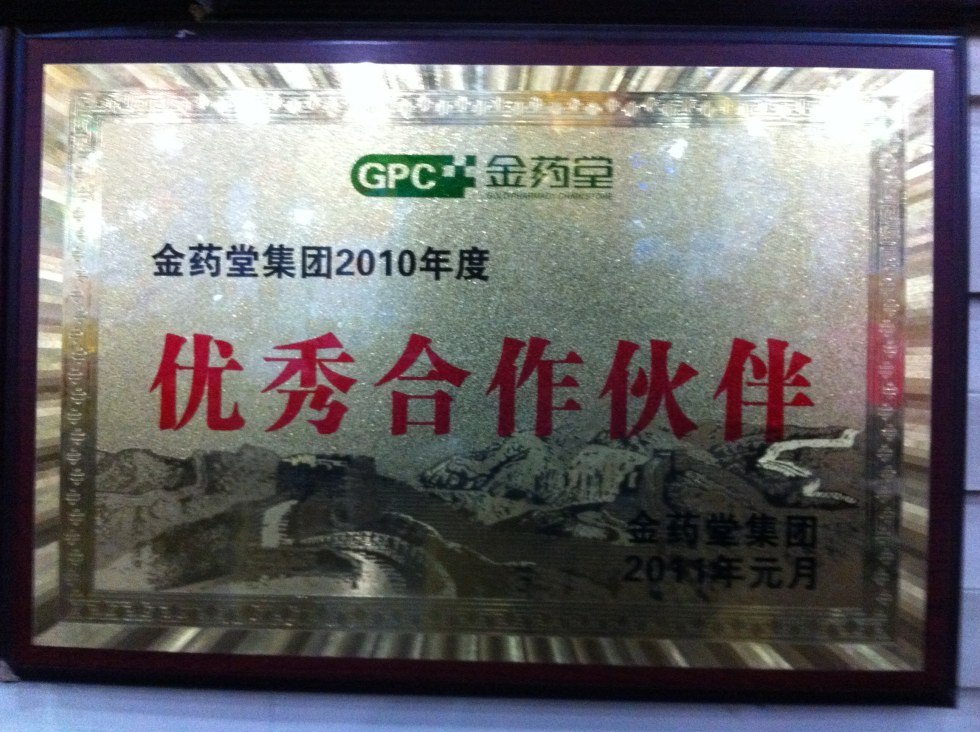 GPC 金药堂
金药堂集团2010年度
优秀合作伙伴
金药堂集团
2011年元月